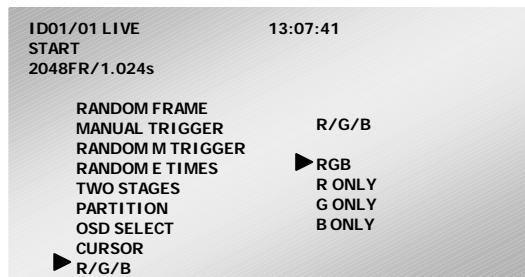 ID01/01 LIVE 13:07:41
START
2048FR/1.024s
RANDOM FRAME
MANUAL TRIGGER
RANDOM M TRIGGER
RANDOM E TIMES
TWO STAGES
PARTITION
OSD SELECT
CURSOR
R/G/B
R/G/B
RGB
R ONLY
G ONLY
B ONLY